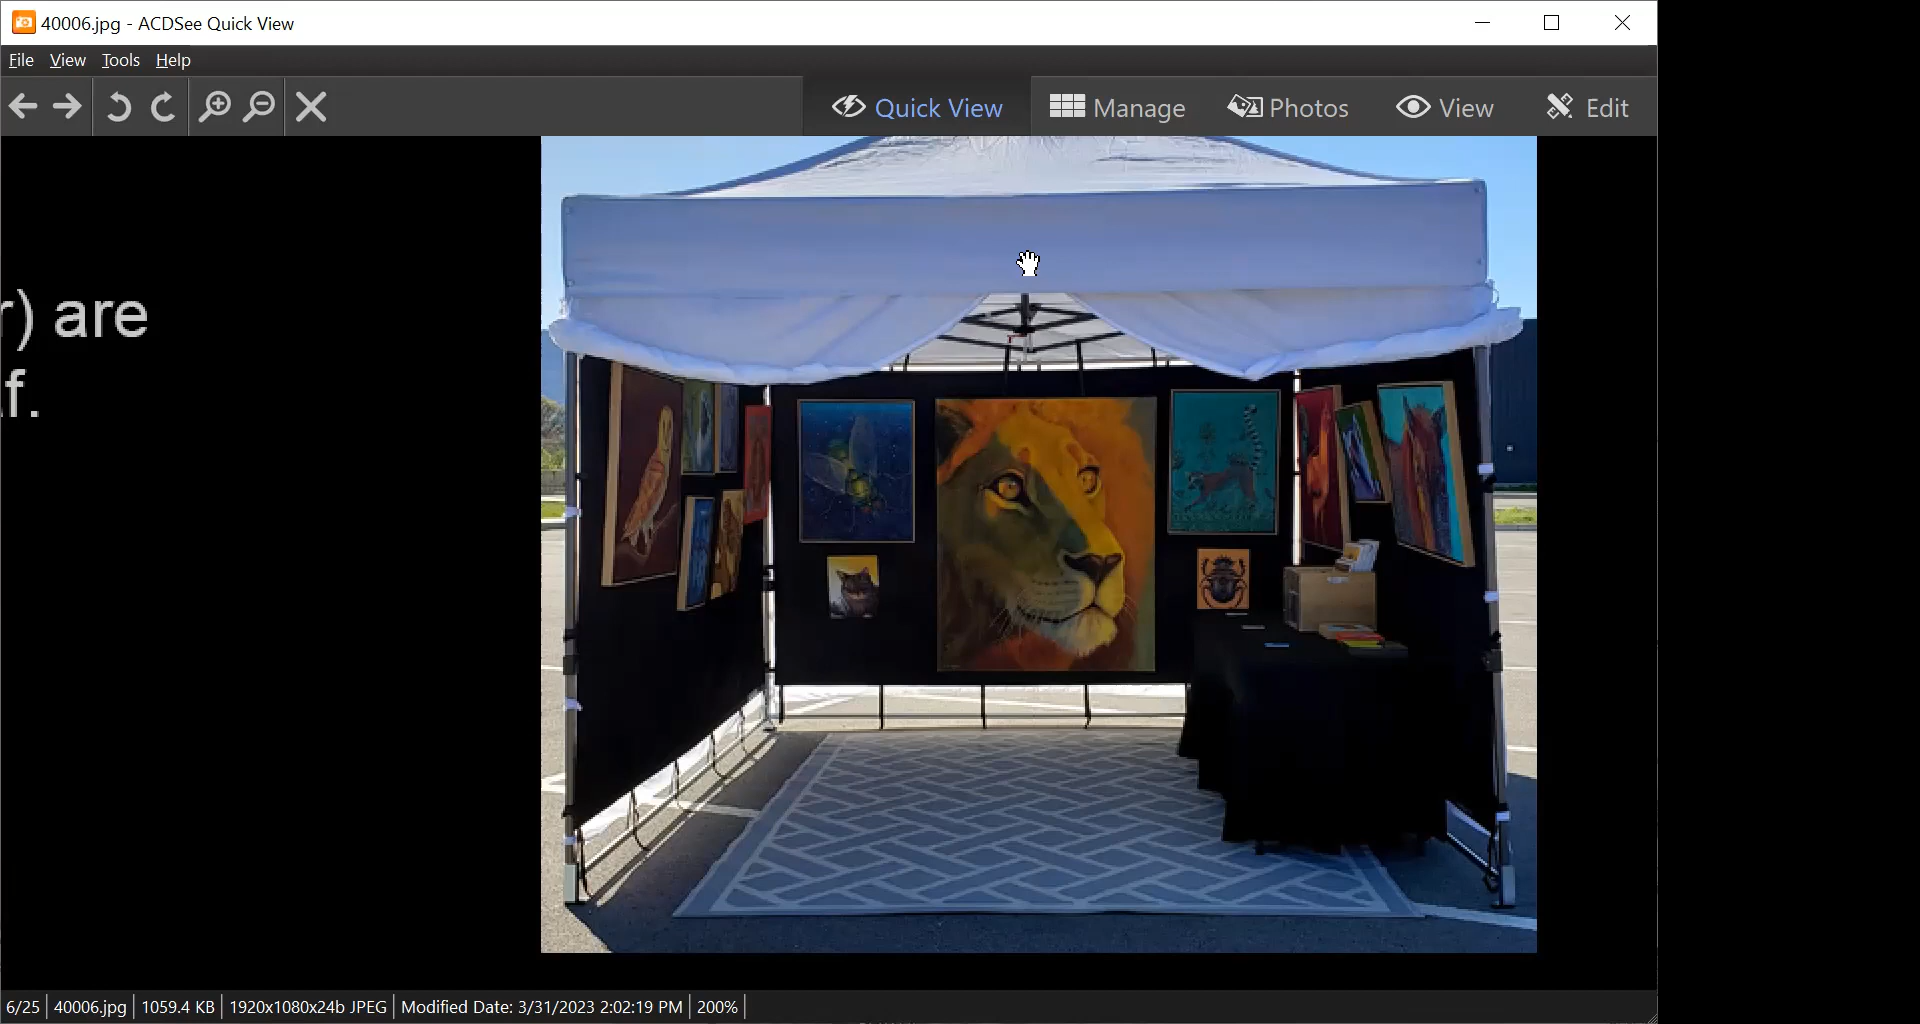 40006.jpg - ACDSee Quick View
File View Tools Help
Quick View Manage Photos View Edit
r) are
f.
6/25 40006.jpg 1059.4 KB 1920x1080x24b JPEG Modified Date: 3/31/2023 2:02:19 PM 200%